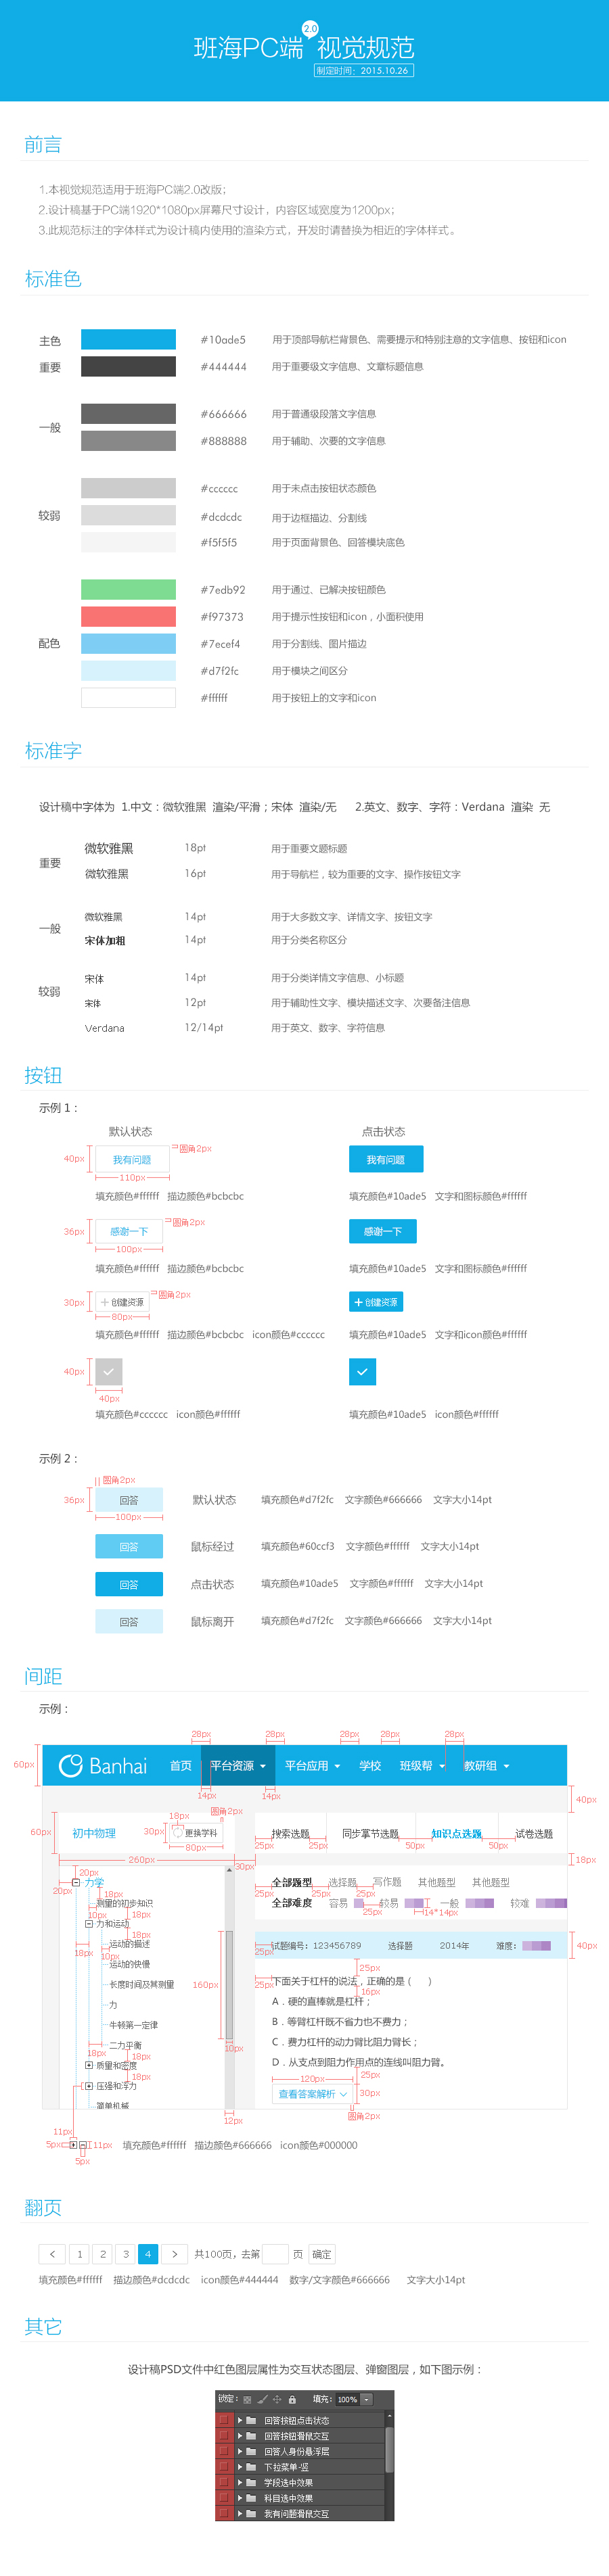 班海PC端 2.0 视觉规范
制定时间：2015.10.26
前言
1.本视觉规范适用于班海PC端2.0改版；
2.设计稿基于PC端1920*1080px屏幕尺寸设计，内容区域宽度为1200px；
3.此规范标注的字体样式为设计稿内使用的渲染方式，开发时请替换为相近的字体样式。
标准色
主色 #10ade5 用于顶部导航栏背景色、需要提示和特别注意的文字信息、按钮和icon
重要 #444444 用于重要级文字信息、文章标题信息
一般
#666666 用于普通级段落文字信息
#888888 用于辅助、次要的文字信息
较弱
#cccccc 用于未点击按钮状态颜色
#dcdcdc 用于边框描边、分割线
#f5f5f5 用于页面背景色、回答模块底色
配色
#7edb92 用于通过、已解决按钮颜色
#f97373 用于提示性按钮和icon，小面积使用
#7ecef4 用于分割线、图片描边
#d7f2fc 用于模块之间区分
#ffffff 用于按钮上的文字和icon
标准字
设计稿中字体为 1.中文：微软雅黑 渲染/平滑；宋体 渲染/无 2.英文、数字、字符：Verdana 渲染 无
重要
微软雅黑 18pt 用于重要文题标题
微软雅黑 16pt 用于导航栏，较为重要的文字、操作按钮文字
一般
微软雅黑 14pt 用于大多数文字、详情文字、按钮文字
宋体加粗 14pt 用于分类名称区分
较弱
宋体 14pt 用于分类详情文字信息、小标题
宋体 12pt 用于辅助性文字、模块描述文字、次要备注信息
Verdana 12/14pt 用于英文、数字、字符信息
按钮
示例 1：
默认状态 点击状态
40px 我有问题 圆角2px 我有问题
110px
填充颜色#ffffff 描边颜色#bcbcbc 填充颜色#10ade5 文字和图标颜色#ffffff
36px 感谢一下 圆角2px 感谢一下
100px
填充颜色#ffffff 描边颜色#bcbcbc 填充颜色#10ade5 文字和图标颜色#ffffff
30px 创建资源 圆角2px 创建资源
80px
填充颜色#ffffff 描边颜色#bcbcbc icon颜色#cccccc 填充颜色#10ade5 文字和icon颜色#ffffff
40px
40px
填充颜色#cccccc icon颜色#ffffff 填充颜色#10ade5 icon颜色#ffffff
示例 2：
圆角2px
36px 回答 默认状态 填充颜色#d7f2fc 文字颜色#666666 文字大小14pt
100px
回答 鼠标经过 填充颜色#60ccf3 文字颜色#ffffff 文字大小14pt
回答 点击状态 填充颜色#10ade5 文字颜色#ffffff 文字大小14pt
回答 鼠标离开 填充颜色#d7f2fc 文字颜色#666666 文字大小14pt
间距
示例：
28px 28px 28px 28px 28px
60px Banhai 首页 平台资源 平台应用 学校 班级帮 教研组
14px 14px 40px
18px 圆角2px
60px 初中物理 30px 更换学科 搜索选题 同步掌节选题 知识点选题 试卷选题
80px 25px 25px 50px 50px
260px 30px 18px
20px
20px 力学 全部题型 选择题 写作题 其他题型 其他题型
18px 25px 25px 25px
测量的初步知识 全部难度 容易 较易 一般 较难
10px 18px 25px 14*14px
力和运动
18px
运动的描述 试题编号：123456789 选择题 2014年 难度： 40px
18px 10px 25px
运动的快慢
25px
长度时间及其测量 160px 25px 下面关于杠杆的说法，正确的是（ ）
16px
力 A．硬的直棒就是杠杆；
牛顿第一定律 B．等臂杠杆既不省力也不费力；
二力平衡 10px C．费力杠杆的动力臂比阻力臂长；
18px 18px
质量和密度 D．从支点到阻力作用点的连线叫阻力臂。
18px 120px 25px
压强和浮力 查看答案解析 30px
简单机械 12px 圆角2px
11px
5px 11px 填充颜色#ffffff 描边颜色#666666 icon颜色#000000
5px
翻页
< 1 2 3 4 > 共100页，去第 页 确定
填充颜色#ffffff 描边颜色#dcdcdc icon颜色#444444 数字/文字颜色#666666 文字大小14pt
其它
设计稿PSD文件中红色图层属性为交互状态图层、弹窗图层，如下图示例：
锁定： 填充： 100%
回答按钮点击状态
回答按钮滑鼠交互
回答人身份悬浮层
下拉菜单-竖
学段选中效果
科目选中效果
我有问题滑鼠交互